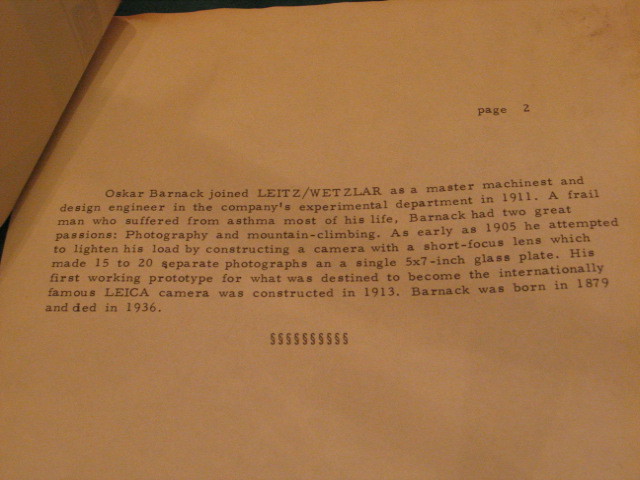 page 2
Oskar Barnack joined LEITZ/WETZLAR as a master machinest and
design engineer in the company's experimental department in 1911. A frail
man who suffered from asthma most of his life, Barnack had two great
passions: Photography and mountain-climbing. As early as 1905 he attempted
to lighten his load by constructing a camera with a short-focus lens which
made 15 to 20 separate photographs an a single 5x7-inch glass plate. His
first working prototype for what was destined to become the internationally
famous LEICA camera was constructed in 1913. Barnack was born in 1879
and died in 1936.
§§§§§§§§§§